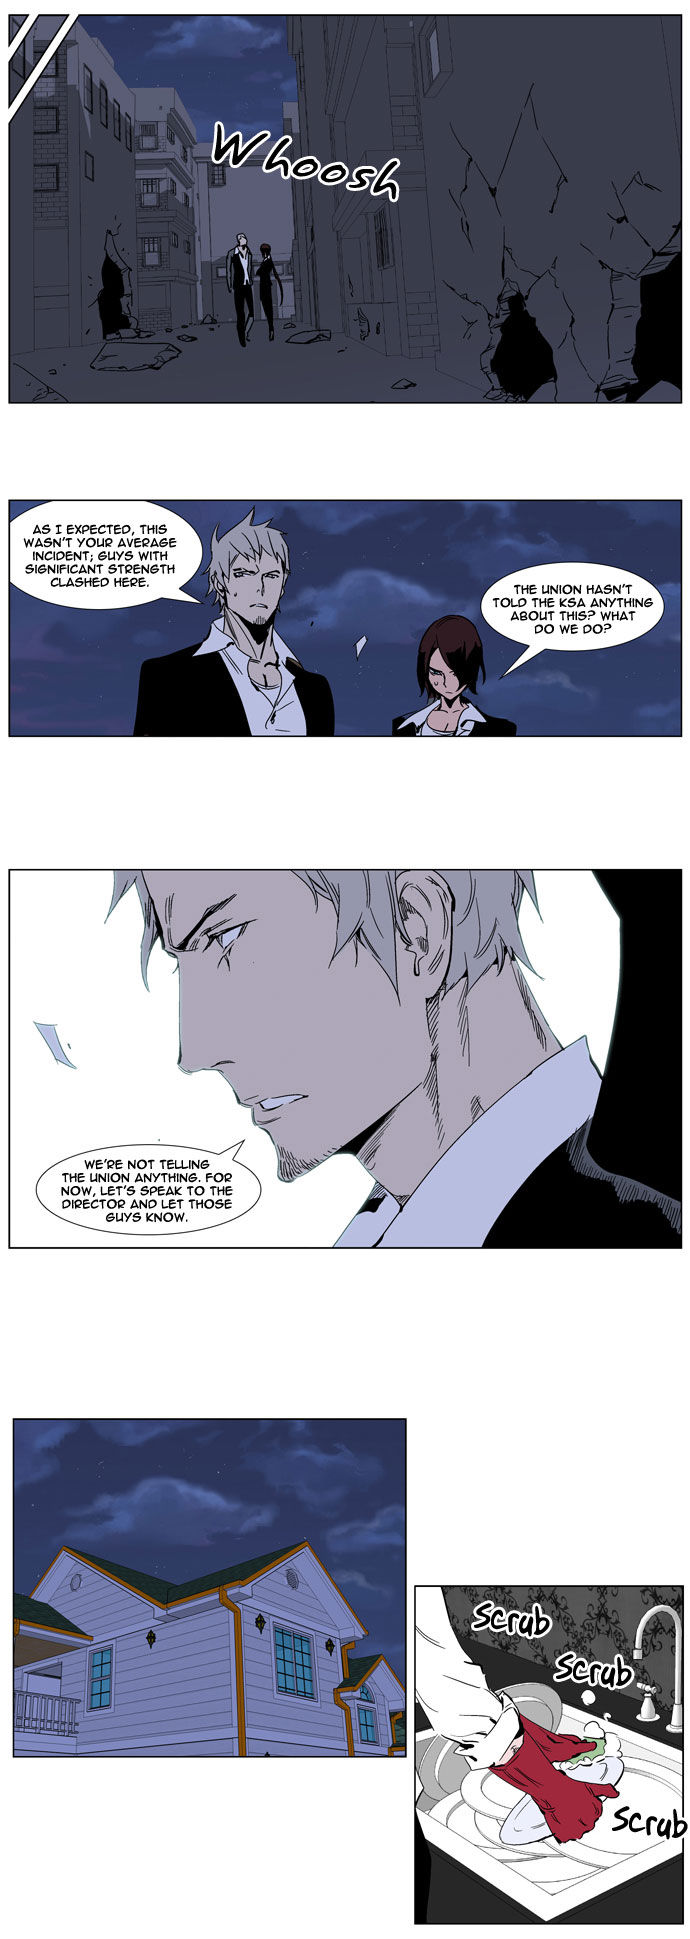 Whoosh
AS I EXPECTED, THIS
WASN'T YOUR AVERAGE
INCIDENT; GUYS WITH
SIGNIFICANT STRENGTH
CLASHED HERE.
THE UNION HASN'T
TOLD THE KSA ANYTHING
ABOUT THIS? WHAT
DO WE DO?
WE'RE NOT TELLING
THE UNION ANYTHING. FOR
NOW, LET'S SPEAK TO THE
DIRECTOR AND LET THOSE
GUYS KNOW.
Scrub
Scrub
Scrub